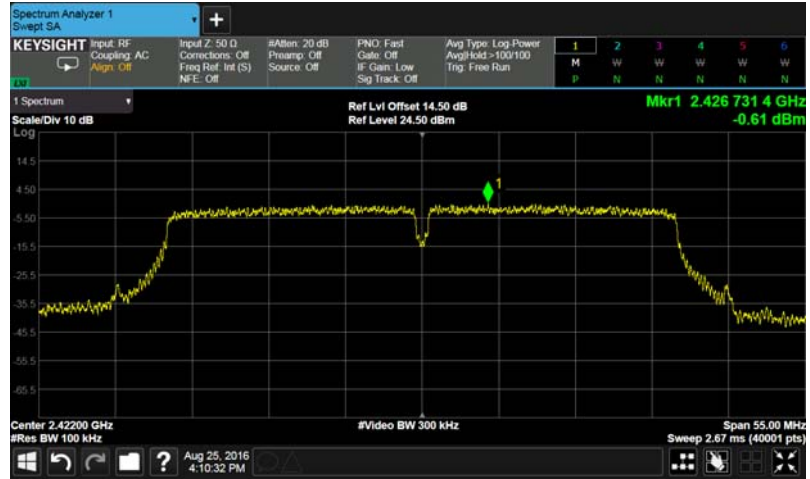 Spectrum Analyzer 1
Swept SA
+
KEYSIGHT
Input: RF
Coupling: AC
Align: Off
Input Z: 50 Ω
Corrections: Off
Freq Ref: Int (S)
NFE: Off
#Atten: 20 dB
Preamp: Off
Source: Off
PNO: Fast
Gate: Off
IF Gain: Low
Sig Track: Off
Avg Type: Log-Power
Avg|Hold:>100/100
Trig: Free Run
1 2 3 4 5 6
M W W W W W
P N N N N N
EXT
1 Spectrum
Scale/Div 10 dB
Log
Ref Lvl Offset 14.50 dB
Ref Level 24.50 dBm
Mkr1 2.426 731 4 GHz
-0.61 dBm
14.5
4.50
-5.50
-15.5
-25.5
-35.5
-45.5
-55.5
-65.5
1
Center 2.42200 GHz
#Res BW 100 kHz
#Video BW 300 kHz
Span 55.00 MHz
Sweep 2.67 ms (40001 pts)
?
Aug 25, 2016
4:10:32 PM